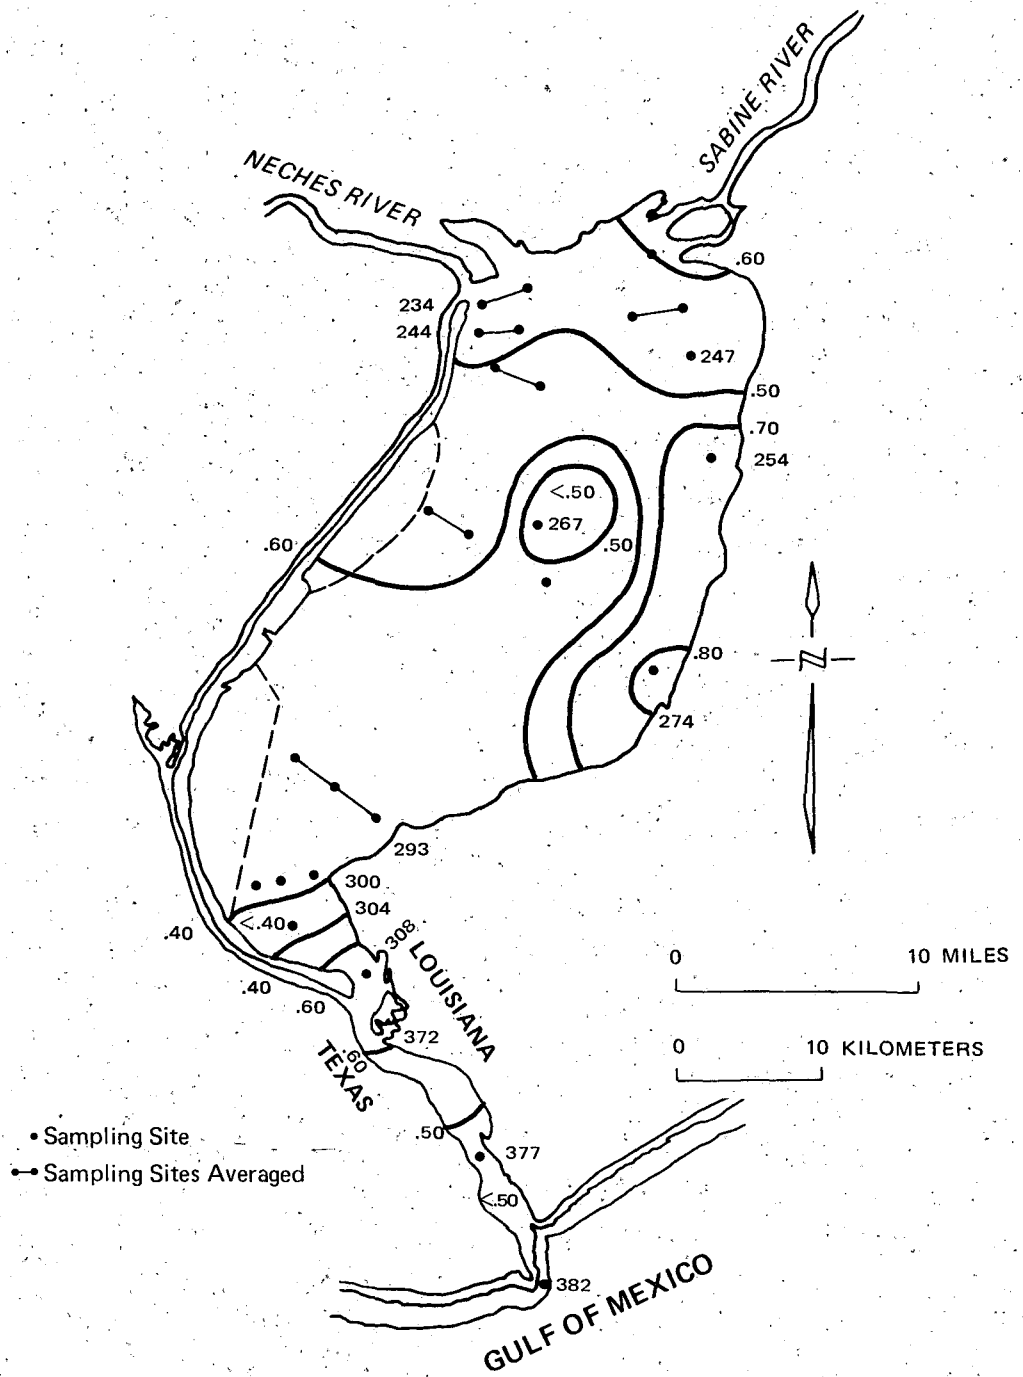 SABINE RIVER
NECHES RIVER
.60
234
244
247
.50
.70
254
<.50
267
.50
.60
.80
274
N
293
300
304
<.40
.40
308
LOUISIANA
0 10 MILES
.40
.60
372
.60
TEXAS
0 10 KILOMETERS
.50
Sampling Site
377
Sampling Sites Averaged
<.50
382
GULF OF MEXICO